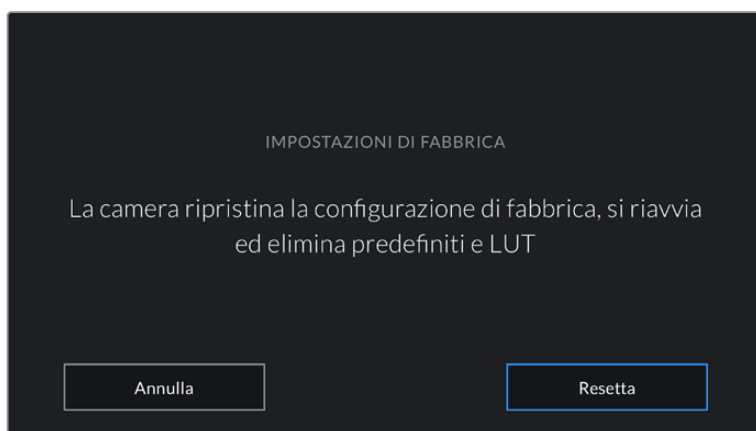 IMPOSTAZIONI DI FABBRICA
La camera ripristina la configurazione di fabbrica, si riavvia
ed elimina predefiniti e LUT
Annulla
Resetta